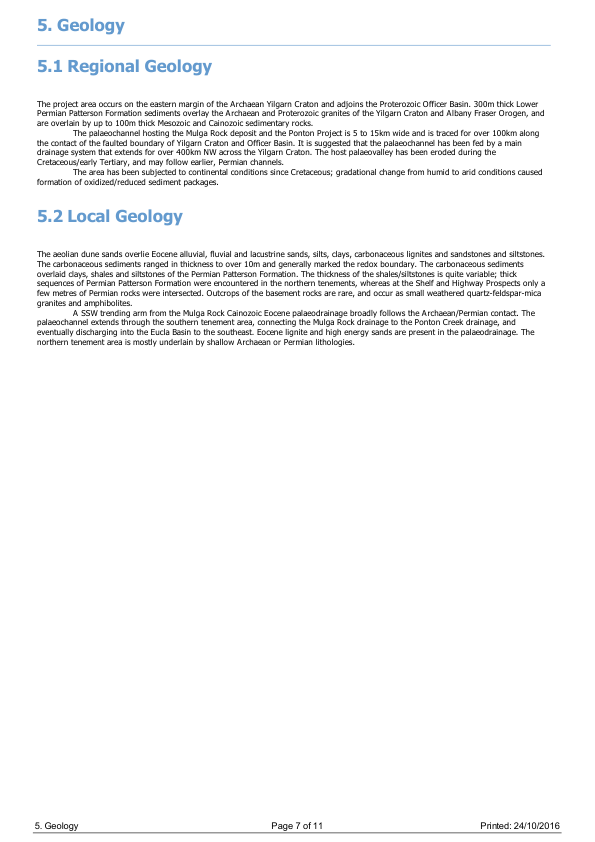 5. Geology
5.1 Regional Geology
The project area occurs on the eastern margin of the Archaean Yilgarn Craton and adjoins the Proterozoic Officer Basin. 300m thick Lower
Permian Patterson Formation sediments overlay the Archaean and Proterozoic granites of the Yilgarn Craton and Albany Fraser Orogen, and
are overlain by up to 100m thick Mesozoic and Cainozoic sedimentary rocks.
The palaeochannel hosting the Mulga Rock deposit and the Ponton Project is 5 to 15km wide and is traced for over 100km along
the contact of the faulted boundary of Yilgarn Craton and Officer Basin. It is suggested that the palaeochannel has been fed by a main
drainage system that extends for over 400km NW across the Yilgarn Craton. The host palaeovalley has been eroded during the
Cretaceous/early Tertiary, and may follow earlier, Permian channels.
The area has been subjected to continental conditions since Cretaceous; gradational change from humid to arid conditions caused
formation of oxidized/reduced sediment packages.
5.2 Local Geology
The aeolian dune sands overlie Eocene alluvial, fluvial and lacustrine sands, silts, clays, carbonaceous lignites and sandstones and siltstones.
The carbonaceous sediments ranged in thickness to over 10m and generally marked the redox boundary. The carbonaceous sediments
overlaid clays, shales and siltstones of the Permian Patterson Formation. The thickness of the shales/siltstones is quite variable; thick
sequences of Permian Patterson Formation were encountered in the northern tenements, whereas at the Shelf and Highway Prospects only a
few metres of Permian rocks were intersected. Outcrops of the basement rocks are rare, and occur as small weathered quartz-feldspar-mica
granites and amphibolites.
A SSW trending arm from the Mulga Rock Cainozoic Eocene palaeodrainage broadly follows the Archaean/Permian contact. The
palaeochannel extends through the southern tenement area, connecting the Mulga Rock drainage to the Ponton Creek drainage, and
eventually discharging into the Eucla Basin to the southeast. Eocene lignite and high energy sands are present in the palaeodrainage. The
northern tenement area is mostly underlain by shallow Archaean or Permian lithologies.
5. Geology Page 7 of 11 Printed: 24/10/2016